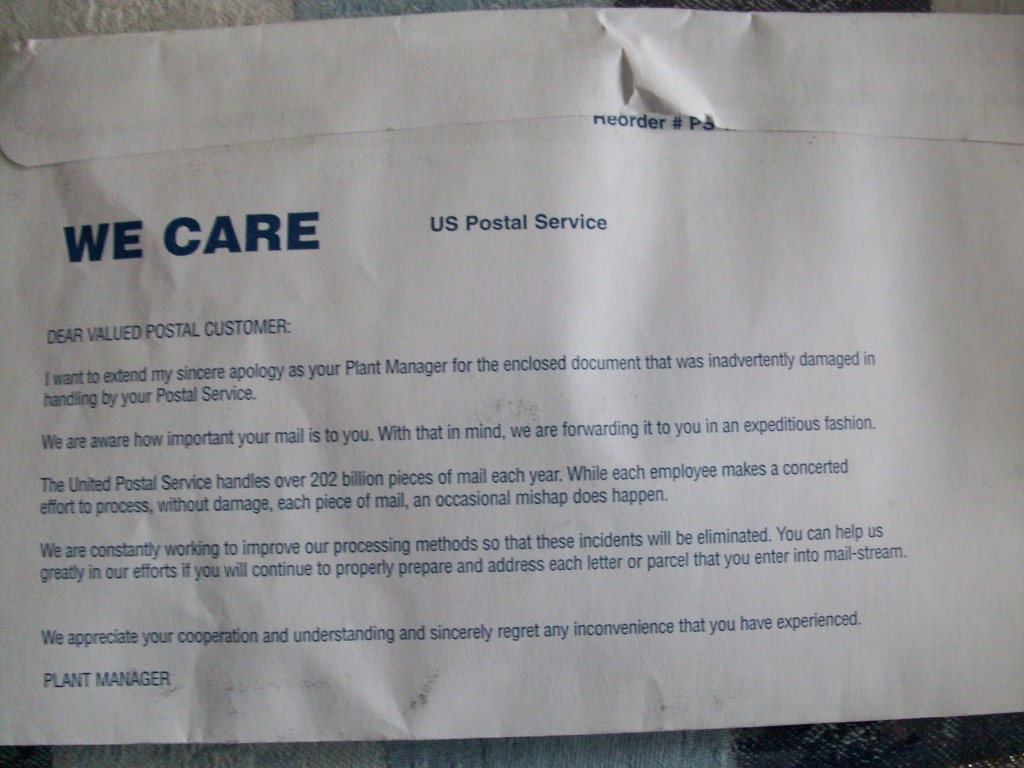 Reorder # PS
WE CARE
US Postal Service
DEAR VALUED POSTAL CUSTOMER:
I want to extend my sincere apology as your Plant Manager for the enclosed document that was inadvertently damaged in
handling by your Postal Service.
We are aware how important your mail is to you. With that in mind, we are forwarding it to you in an expeditious fashion.
The United Postal Service handles over 202 billion pieces of mail each year. While each employee makes a concerted
effort to process, without damage, each piece of mail, an occasional mishap does happen.
We are constantly working to improve our processing methods so that these incidents will be eliminated. You can help us
greatly in our efforts if you will continue to properly prepare and address each letter or parcel that you enter into mail-stream.
We appreciate your cooperation and understanding and sincerely regret any inconvenience that you have experienced.
PLANT MANAGER